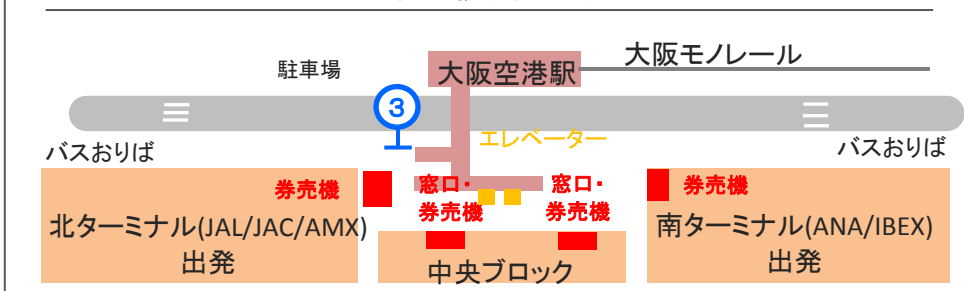 駐車場
大阪空港駅
大阪モノレール
③
エレベーター
バスおりば
バスおりば
券売機
窓口・
券売機
窓口・
券売機
券売機
北ターミナル(JAL/JAC/AMX)
出発
中央ブロック
南ターミナル(ANA/IBEX)
出発